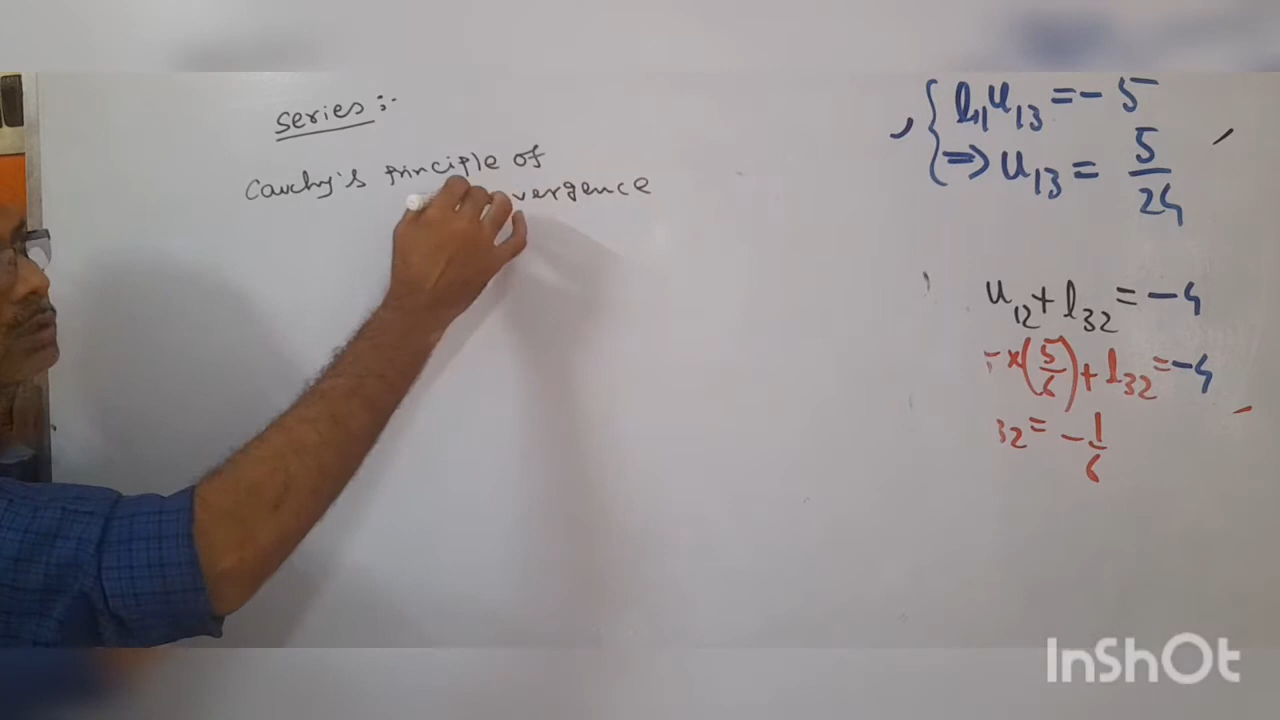 series :-
Cauchy's principle of
vergence
l₁₁u₁₃ = - 5
⇒ u₁₃ = 5/24
u₁₂ + l₃₂ = -4
- x (5/6) + l₃₂ = -4
32 = - 1/6
InShOt